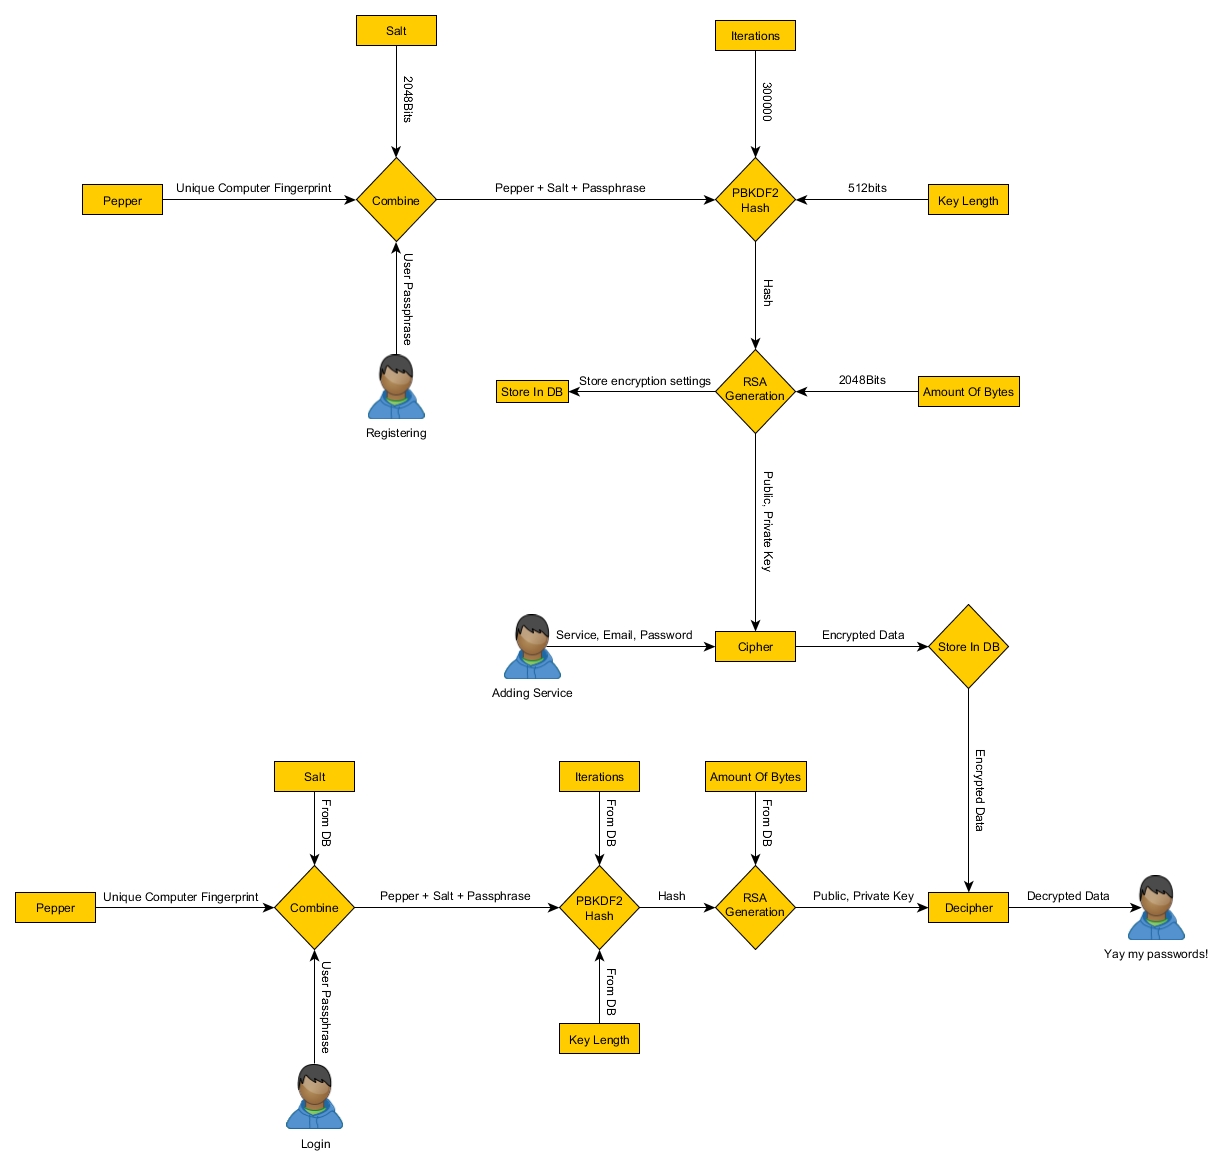 Salt
Iterations
2048Bits
300000
Pepper
Unique Computer Fingerprint
Combine
Pepper + Salt + Passphrase
PBKDF2
Hash
512bits
Key Length
User Passphrase
Hash
Registering
Store In DB
Store encryption settings
RSA
Generation
2048Bits
Amount Of Bytes
Public, Private Key
Adding Service
Service, Email, Password
Cipher
Encrypted Data
Store In DB
Encrypted Data
Salt
Iterations
Amount Of Bytes
From DB
From DB
From DB
Pepper
Unique Computer Fingerprint
Combine
Pepper + Salt + Passphrase
PBKDF2
Hash
Hash
RSA
Generation
Public, Private Key
Decipher
Decrypted Data
Yay my passwords!
User Passphrase
From DB
Key Length
Login